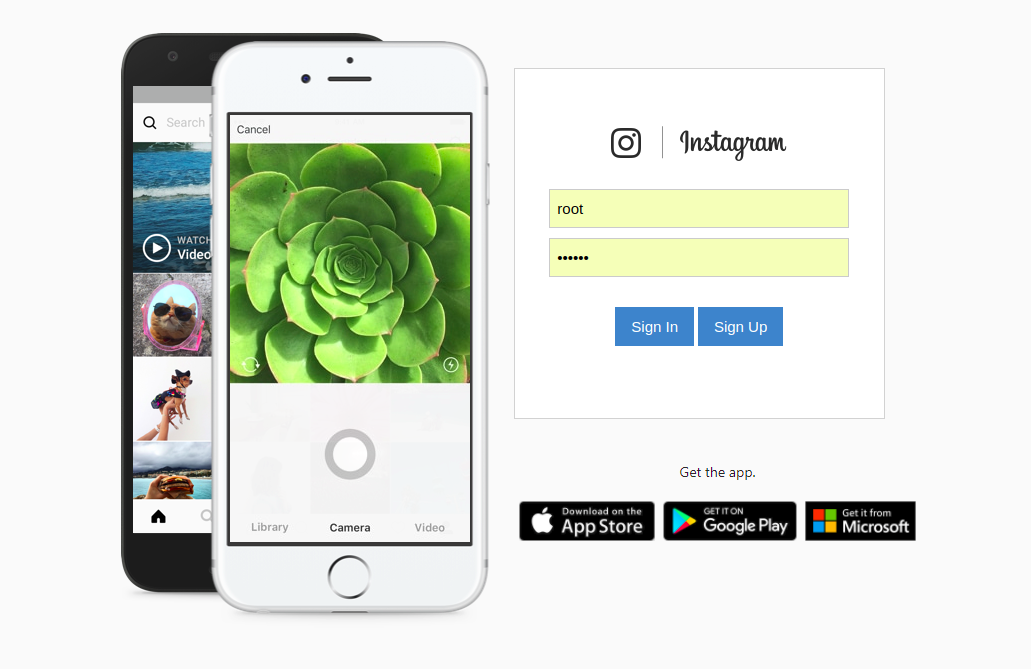 Search
WATCH
Video
Cancel
Library
Camera
Video
Instagram
root
••••••
Sign In
Sign Up
Get the app.
Download on the
App Store
GET IT ON
Google Play
Get it from
Microsoft